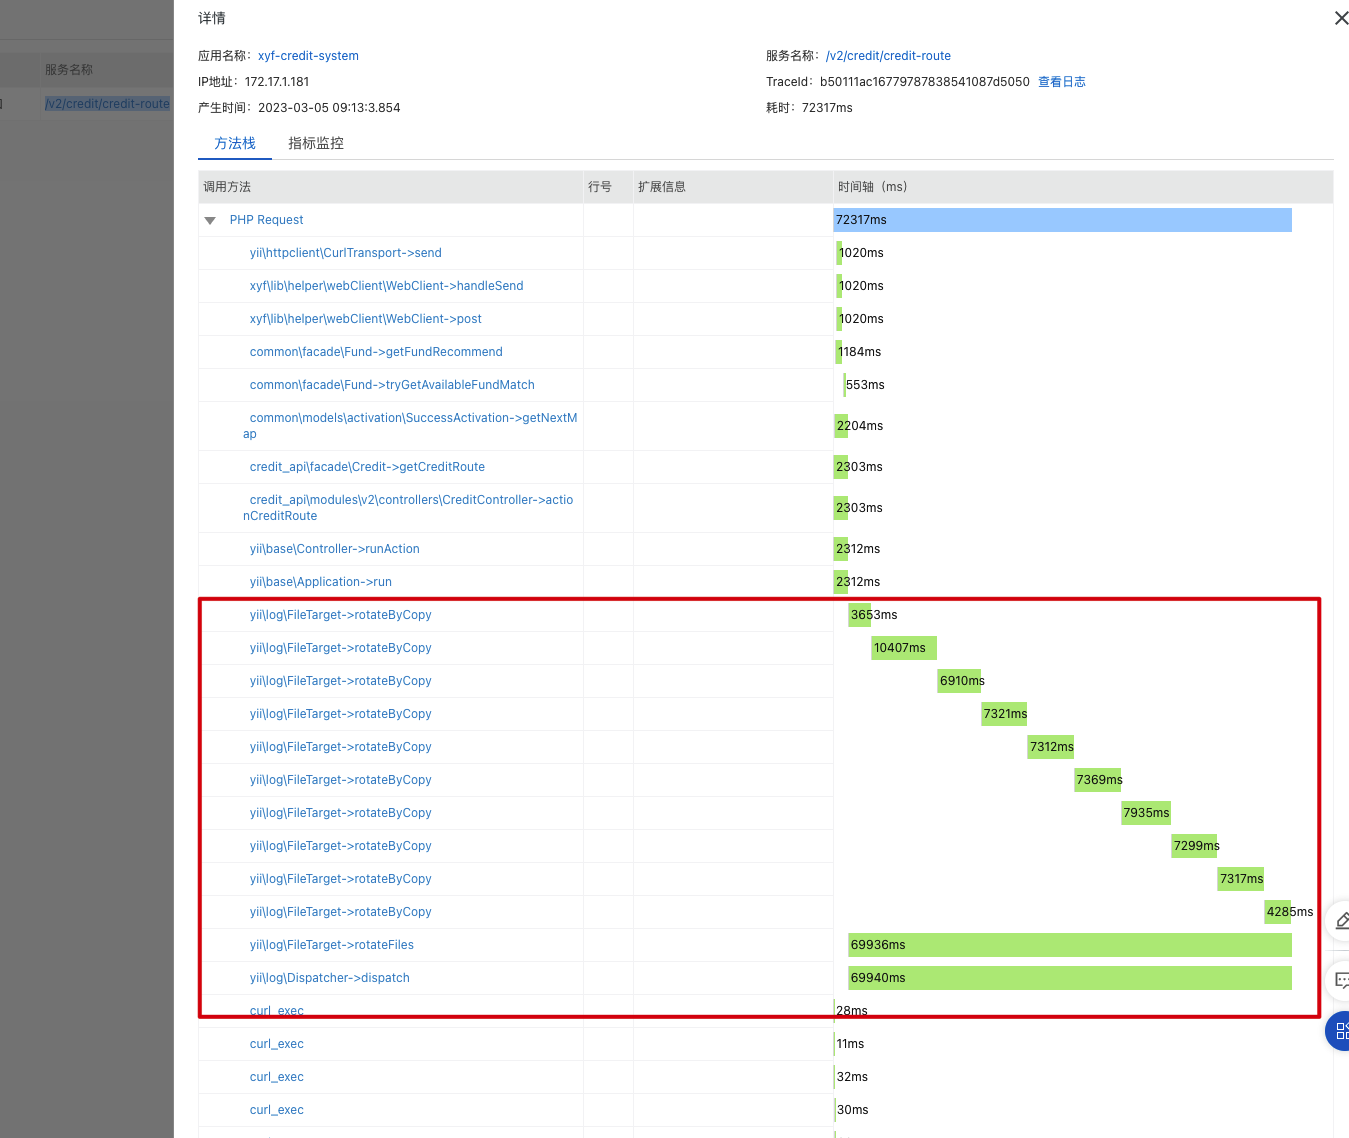 详情
服务名称
/v2/credit/credit-route
应用名称： xyf-credit-system
服务名称： /v2/credit/credit-route
IP地址：172.17.1.181
TraceId：b50111ac16779787838541087d5050 查看日志
产生时间：2023-03-05 09:13:3.854
耗时：72317ms
方法栈 指标监控
调用方法 行号 扩展信息 时间轴（ms）
PHP Request 72317ms
yii\httpclient\CurlTransport->send 1020ms
xyf\lib\helper\webClient\WebClient->handleSend 1020ms
xyf\lib\helper\webClient\WebClient->post 1020ms
common\facade\Fund->getFundRecommend 1184ms
common\facade\Fund->tryGetAvailableFundMatch 553ms
common\models\activation\SuccessActivation->getNextM
ap 2204ms
credit_api\facade\Credit->getCreditRoute 2303ms
credit_api\modules\v2\controllers\CreditController->actio
nCreditRoute 2303ms
yii\base\Controller->runAction 2312ms
yii\base\Application->run 2312ms
yii\log\FileTarget->rotateByCopy 3653ms
yii\log\FileTarget->rotateByCopy 10407ms
yii\log\FileTarget->rotateByCopy 6910ms
yii\log\FileTarget->rotateByCopy 7321ms
yii\log\FileTarget->rotateByCopy 7312ms
yii\log\FileTarget->rotateByCopy 7369ms
yii\log\FileTarget->rotateByCopy 7935ms
yii\log\FileTarget->rotateByCopy 7299ms
yii\log\FileTarget->rotateByCopy 7317ms
yii\log\FileTarget->rotateByCopy 4285ms
yii\log\FileTarget->rotateFiles 69936ms
yii\log\Dispatcher->dispatch 69940ms
curl_exec 28ms
curl_exec 11ms
curl_exec 32ms
curl_exec 30ms